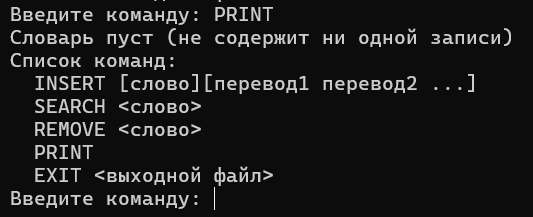 Введите команду: PRINT
Словарь пуст (не содержит ни одной записи)
Список команд:
INSERT [слово][перевод1 перевод2 ...]
SEARCH <слово>
REMOVE <слово>
PRINT
EXIT <выходной файл>
Введите команду: